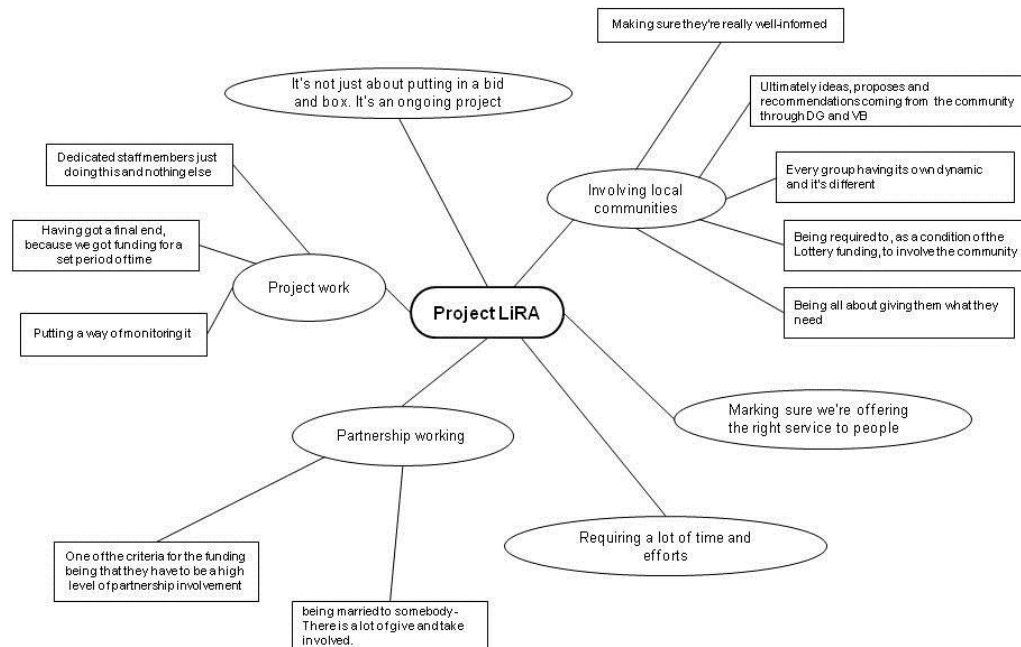 Making sure they're really well-informed
It's not just about putting in a bid
and box. It's an ongoing project
Ultimately ideas, proposes and
recommendations coming from the community
through DG and VB
Dedicated staff members just
doing this and nothing else
Every group having its own dynamic
and it's different
Involving local
communities
Having got a final end,
because we got funding for a
set period of time
Being required to, as a condition of the
Lottery funding, to involve the community
Project work
Project LiRA
Being all about giving them what they
need
Putting a way of monitoring it
Marking sure we're offering
the right service to people
Partnership working
Requiring a lot of time and
efforts
One of the criteria for the funding
being that they have to be a high
level of partnership involvement
being married to somebody-
There is a lot of give and take
involved.